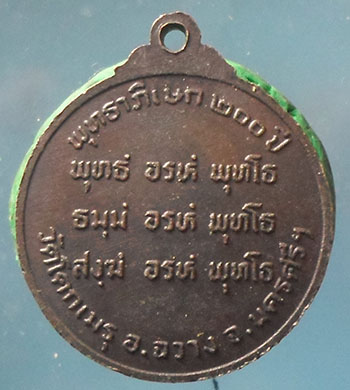 พุทธาภิเษก ๒๐๐ ปี
พุทธํ อรหํ พุทโธ
ธมฺมํ อรหํ พุทโธ
สงฺฆํ อรหํ พุทโธ
วัดโคกเมรุ อ.ฉวาง จ.นครศรีฯ